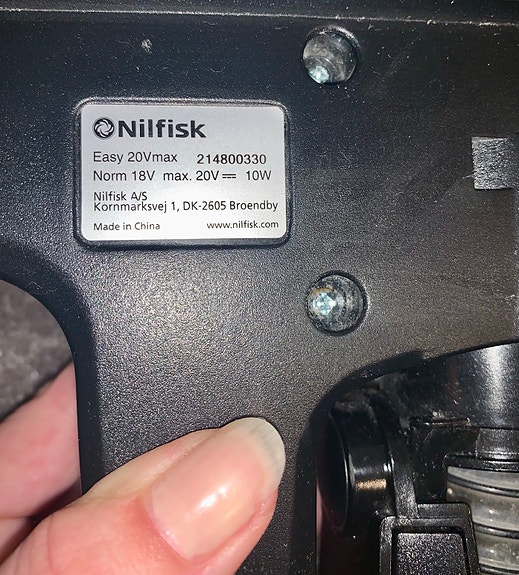 Nilfisk
Easy 20Vmax 214800330
Norm 18V max. 20V⎓ 10W
Nilfisk A/S
Kornmarksvej 1, DK-2605 Broendby
Made in China www.nilfisk.com